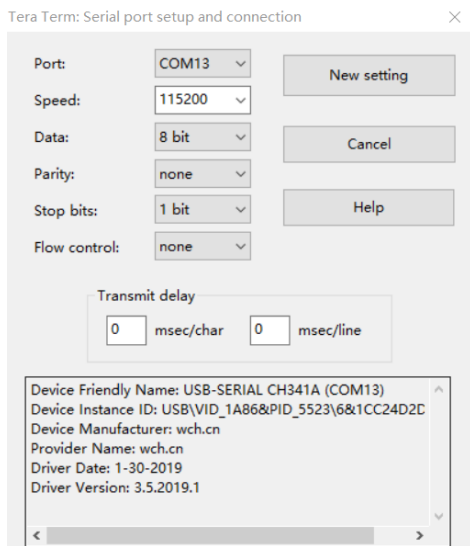 Tera Term: Serial port setup and connection
Port: COM13
New setting
Speed: 115200
Data: 8 bit
Cancel
Parity: none
Stop bits: 1 bit
Help
Flow control: none
Transmit delay
0 msec/char 0 msec/line
Device Friendly Name: USB-SERIAL CH341A (COM13)
Device Instance ID: USB\VID_1A86&PID_5523\6&1CC24D2D
Device Manufacturer: wch.cn
Provider Name: wch.cn
Driver Date: 1-30-2019
Driver Version: 3.5.2019.1